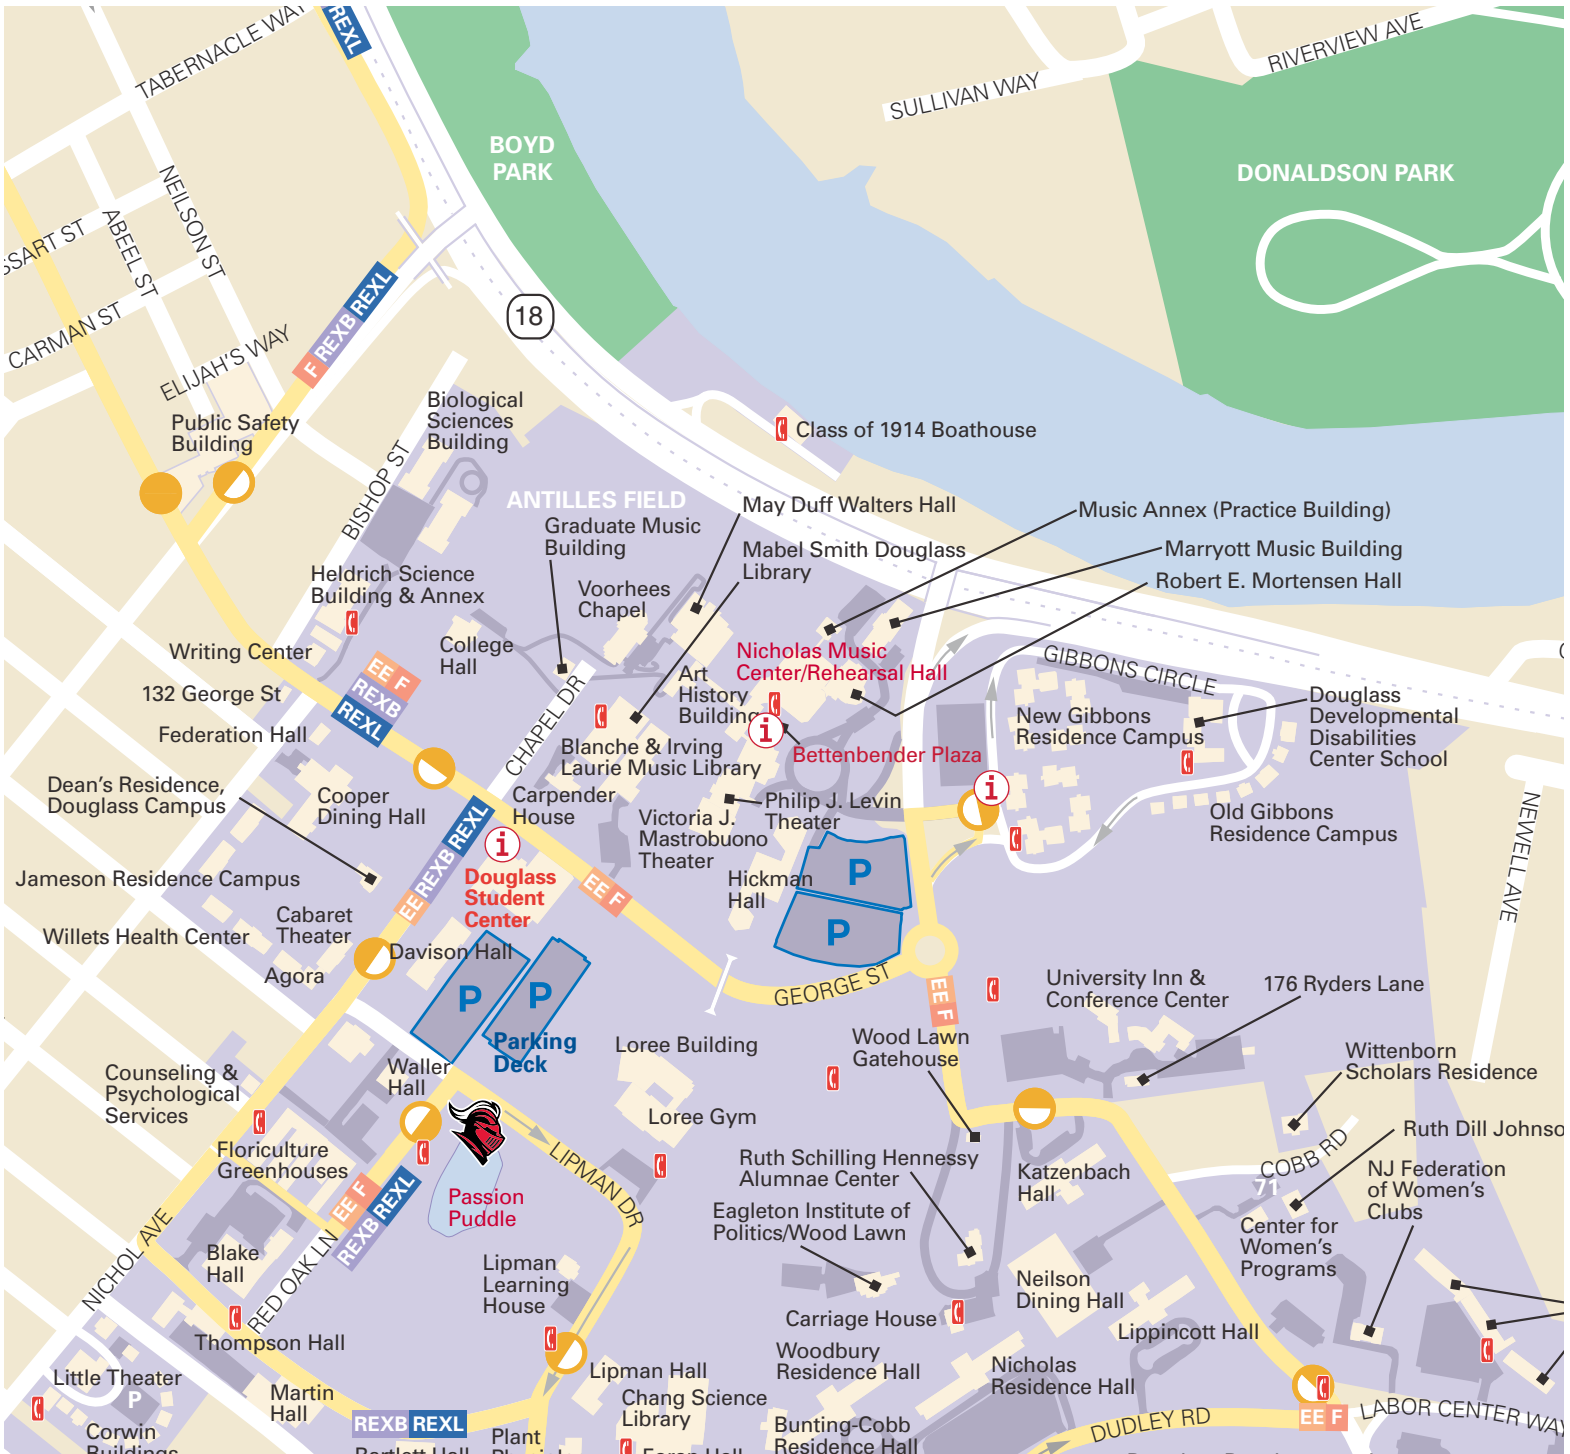 REXL
TABERNACLE WAY
RIVERVIEW AVE
SULLIVAN WAY
BOYD
PARK
DONALDSON PARK
NEILSON ST
ABEEL ST
SSART ST
CARMAN ST
ELIJAH'S WAY
F REXB REXL
18
Public Safety
Building
Biological
Sciences
Building
Class of 1914 Boathouse
BISHOP ST
ANTILLES FIELD
Graduate Music
Building
May Duff Walters Hall
Mabel Smith Douglass
Library
Music Annex (Practice Building)
Marryott Music Building
Robert E. Mortensen Hall
Heldrich Science
Building & Annex
Voorhees
Chapel
Writing Center
College
Hall
132 George St
Federation Hall
EE F
REXB
REXL
Nicholas Music
Center/Rehearsal Hall
Art
History
Building
i
Bettenbender Plaza
GIBBONS CIRCLE
New Gibbons
Residence Campus
Douglass
Developmental
Disabilities
Center School
CHAPEL DR
Blanche & Irving
Laurie Music Library
Dean's Residence,
Douglass Campus
Cooper
Dining Hall
Carpender
House
Victoria J.
Mastrobuono
Theater
Philip J. Levin
Theater
i
Old Gibbons
Residence Campus
NEWELL AVE
EE REXB REXL
i
Douglass
Student
Center
EE F
Hickman
Hall
P
P
Jameson Residence Campus
Cabaret
Theater
Willets Health Center
Agora
Davison Hall
P
P
Parking
Deck
GEORGE ST
EE F
University Inn &
Conference Center
176 Ryders Lane
Loree Building
Wood Lawn
Gatehouse
Wittenborn
Scholars Residence
Waller
Hall
Counseling &
Psychological
Services
Loree Gym
Floriculture
Greenhouses
LIPMAN DR
Ruth Schilling Hennessy
Alumnae Center
Katzenbach
Hall
COBB RD
71
Ruth Dill Johnso
NJ Federation
of Women's
Clubs
EE F
REXB REXL
Passion
Puddle
Eagleton Institute of
Politics/Wood Lawn
Center for
Women's
Programs
NICHOL AVE
Blake
Hall
RED OAK LN
Lipman
Learning
House
Neilson
Dining Hall
Carriage House
Lippincott Hall
Thompson Hall
Woodbury
Residence Hall
Nicholas
Residence Hall
Little Theater
P
Martin
Hall
Lipman Hall
Chang Science
Library
REXB REXL
EE F
LABOR CENTER WAY
DUDLEY RD
Corwin
Buildings
Bartlett Hall
Plant
Foran Hall
Bunting-Cobb
Residence Hall